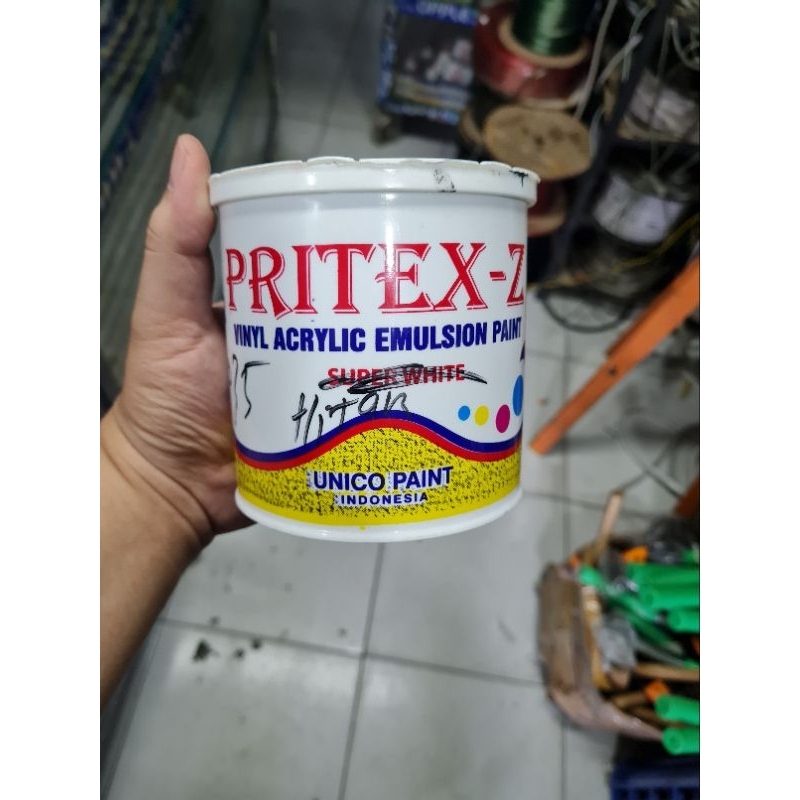 PRITEX-Z
VINYL ACRYLIC EMULSION PAINT
SUPER WHITE
Hitam
UNICO PAINT
INDONESIA